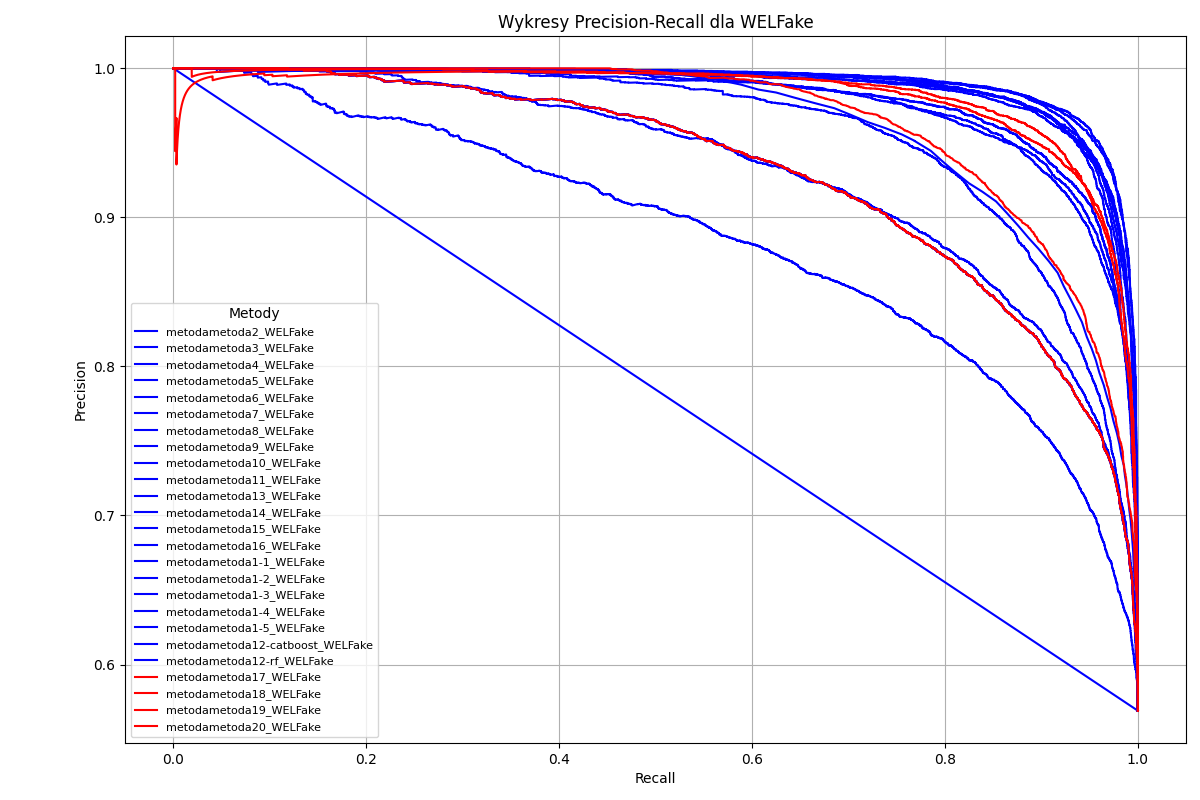 Wykresy Precision-Recall dla WELFake
1.0
0.9
0.8
0.7
0.6
Precision
Metody
metodametoda2_WELFake
metodametoda3_WELFake
metodametoda4_WELFake
metodametoda5_WELFake
metodametoda6_WELFake
metodametoda7_WELFake
metodametoda8_WELFake
metodametoda9_WELFake
metodametoda10_WELFake
metodametoda11_WELFake
metodametoda13_WELFake
metodametoda14_WELFake
metodametoda15_WELFake
metodametoda16_WELFake
metodametoda1-1_WELFake
metodametoda1-2_WELFake
metodametoda1-3_WELFake
metodametoda1-4_WELFake
metodametoda1-5_WELFake
metodametoda12-catboost_WELFake
metodametoda12-rf_WELFake
metodametoda17_WELFake
metodametoda18_WELFake
metodametoda19_WELFake
metodametoda20_WELFake
0.0 0.2 0.4 0.6 0.8 1.0
Recall